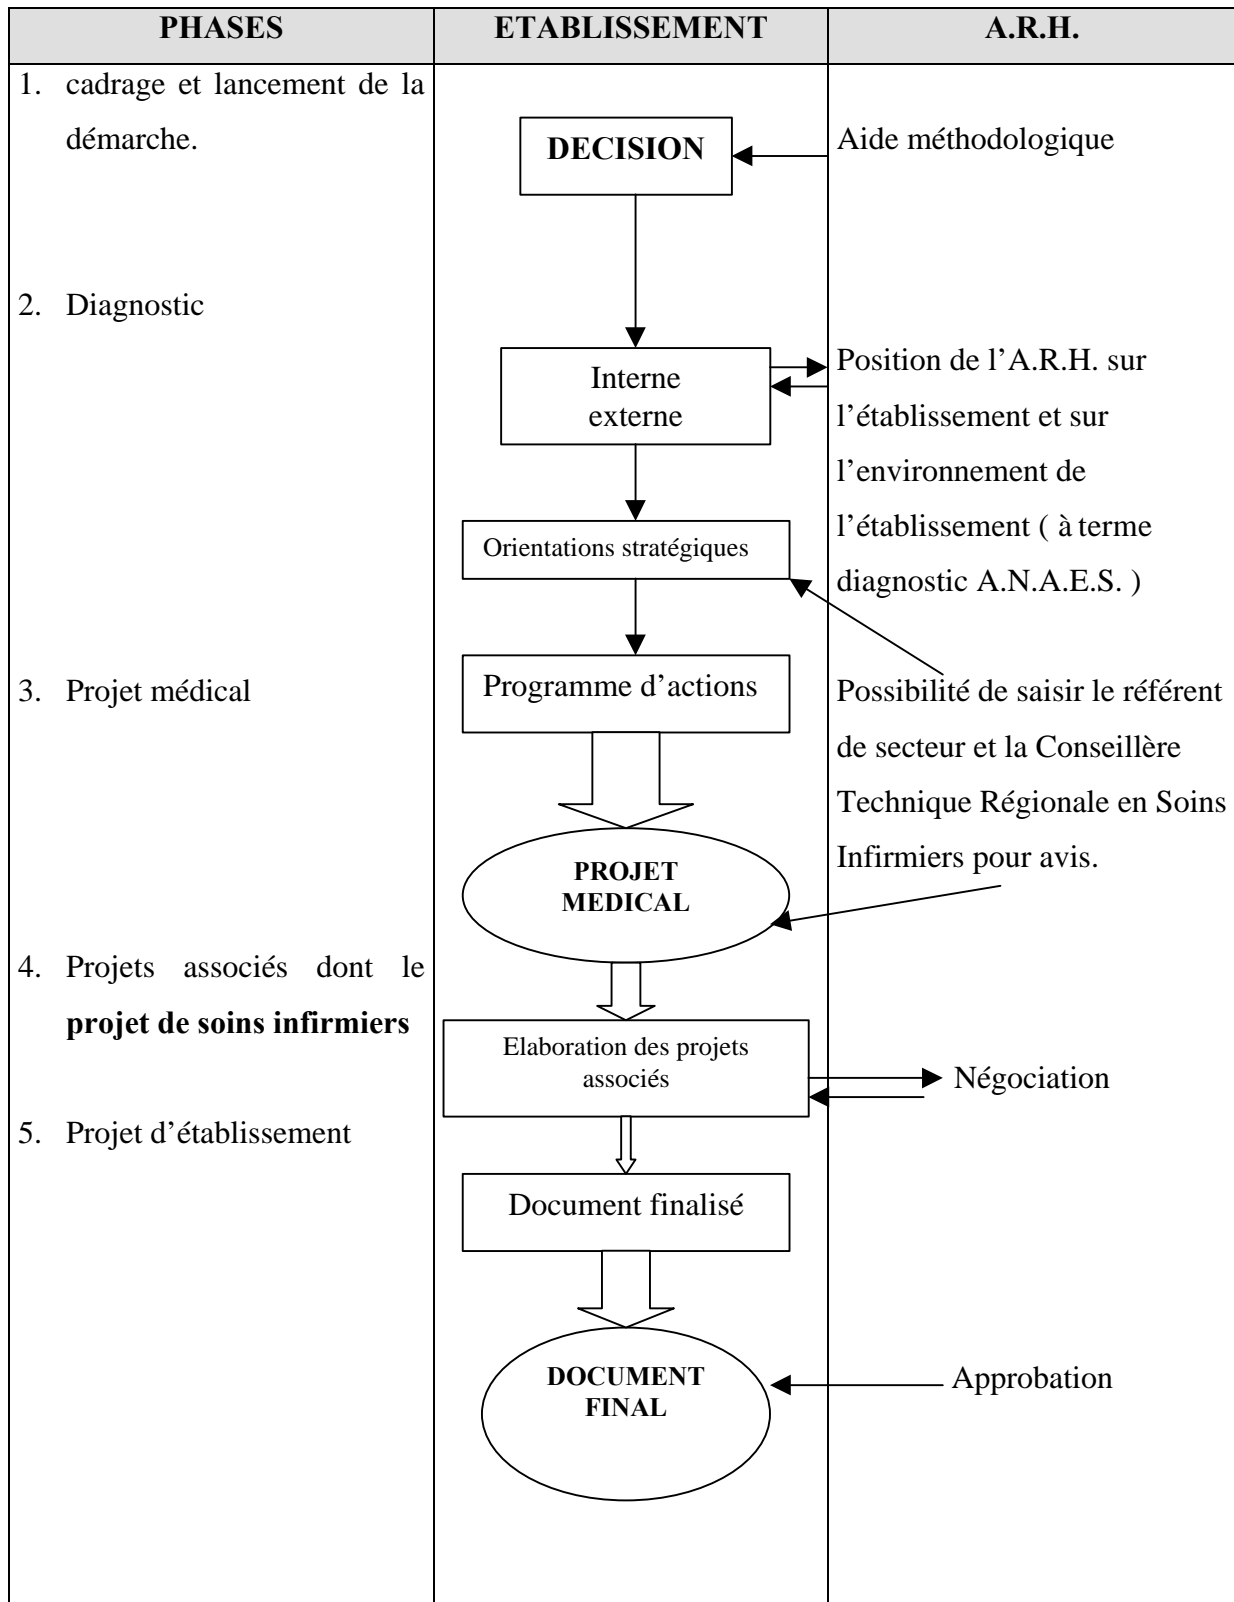 PHASES
ETABLISSEMENT
A.R.H.
1. cadrage et lancement de la
démarche.
DECISION
Aide méthodologique
2. Diagnostic
Interne
externe
Position de l’A.R.H. sur
l’établissement et sur
l’environnement de
l’établissement ( à terme
diagnostic A.N.A.E.S. )
Orientations stratégiques
3. Projet médical
Programme d’actions
Possibilité de saisir le référent
de secteur et la Conseillère
Technique Régionale en Soins
Infirmiers pour avis.
PROJET
MEDICAL
4. Projets associés dont le
projet de soins infirmiers
Elaboration des projets
associés
Négociation
5. Projet d’établissement
Document finalisé
DOCUMENT
FINAL
Approbation